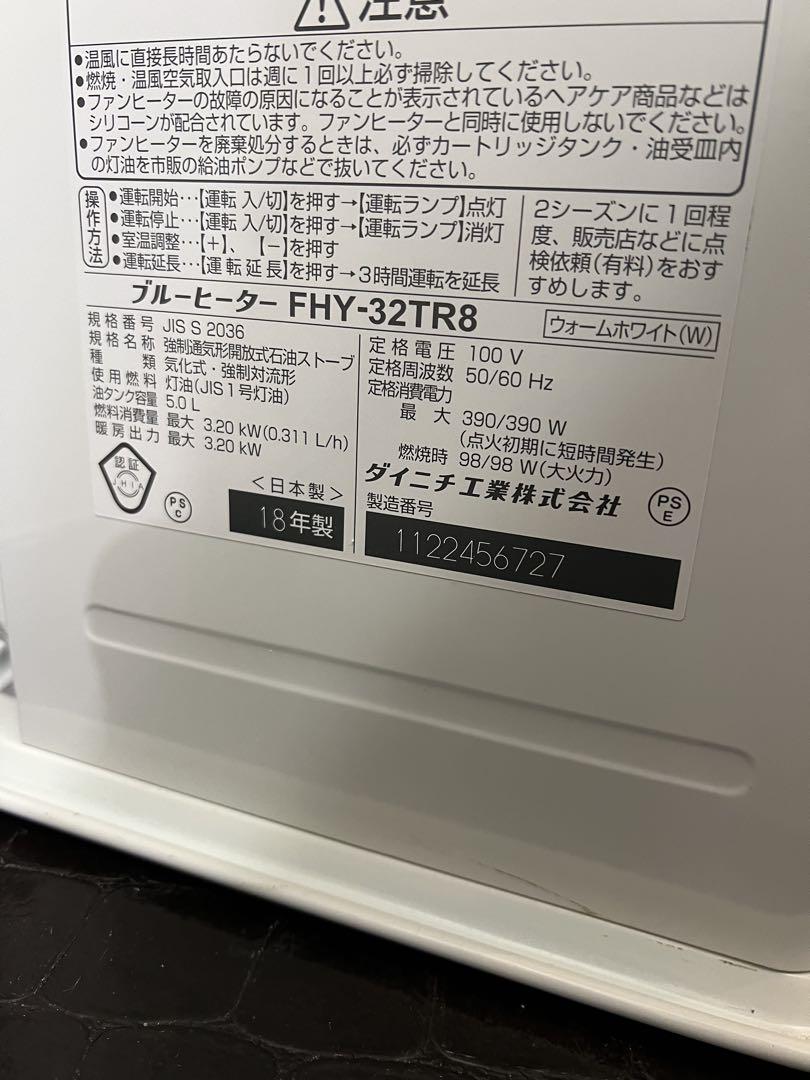 注意
●温風に直接長時間あたらないでください。
●燃焼・温風空気取入口は週に1回以上必ず掃除してください。
●ファンヒーターの故障の原因になることが表示されているヘアケア商品などは
シリコーンが配合されています。ファンヒーターと同時に使用しないでください。
●ファンヒーターを廃棄処分するときは、必ずカートリッジタンク・油受皿内
の灯油を市販の給油ポンプなどで抜いてください。
操作方法
●運転開始…【運転 入/切】を押す→【運転ランプ】点灯
●運転停止…【運転 入/切】を押す→【運転ランプ】消灯
●室温調整…【+】、【-】を押す
●運転延長…【運転延長】を押す→3時間運転を延長
2シーズンに1回程
度、販売店などに点
検依頼(有料)をおす
すめします。
ブルーヒーター FHY-32TR8
ウォームホワイト(W)
規格番号 JIS S 2036
規格名称 強制通気形開放式石油ストーブ
種類 気化式・強制対流形
使用燃料 灯油(JIS1号灯油)
油タンク容量 5.0 L
燃料消費量 最大 3.20 kW(0.311 L/h)
暖房出力 最大 3.20 kW
定格電圧 100 V
定格周波数 50/60 Hz
定格消費電力
最大 390/390 W
(点火初期に短時間発生)
燃焼時 98/98 W(大火力)
認証
JHIA
PS
C
<日本製>
18年製
ダイニチ工業株式会社
製造番号
PS
E
1122456727